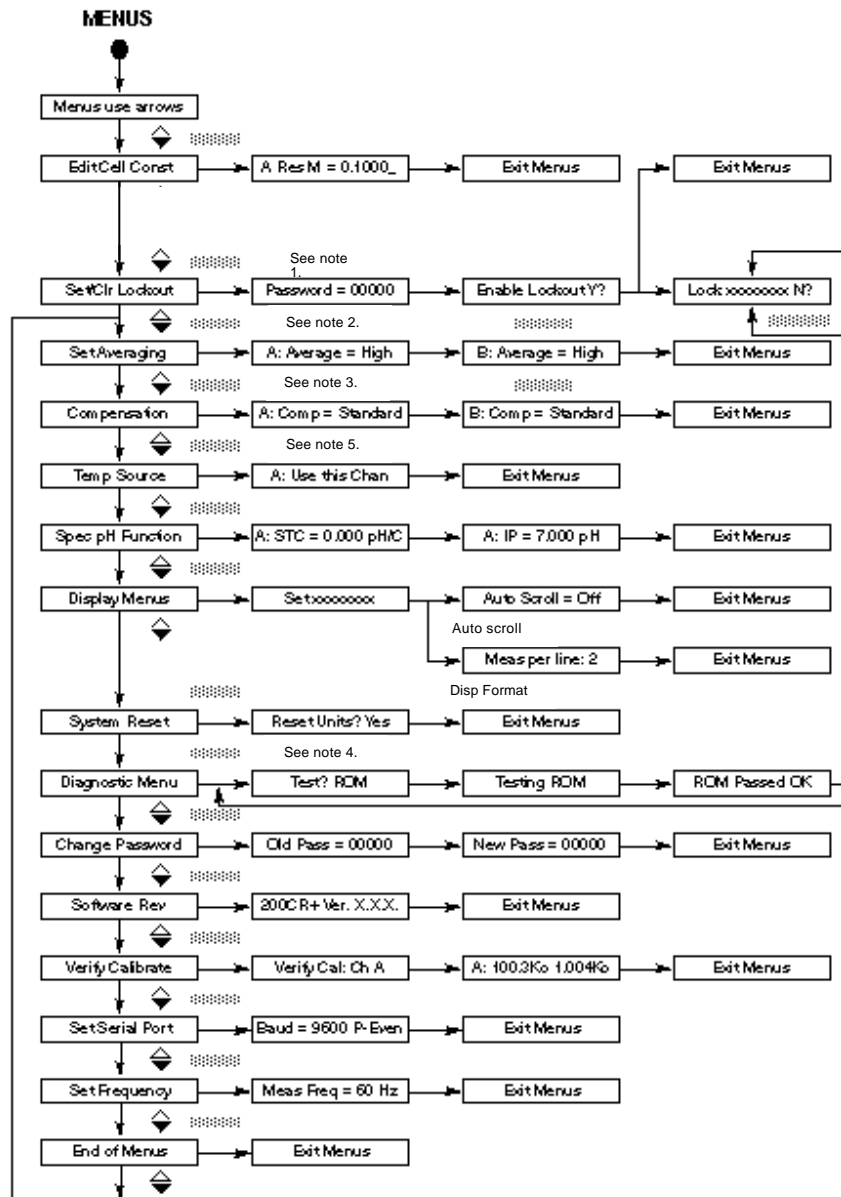 MENUS
Menus use arrows
Edit Cell Const
A Res M = 0.1000_
Exit Menus
Exit Menus
See note
1.
Set/Clr Lockout
Password = 00000
Enable Lockout Y?
Lock xxxxxxxx N?
See note 2.
Set Averaging
A: Average = High
B: Average = High
Exit Menus
See note 3.
Compensation
A: Comp = Standard
B: Comp = Standard
Exit Menus
See note 5.
Temp Source
A: Use this Chan
Exit Menus
Spec pH Function
A: STC = 0.000 pH/C
A: IP = 7.000 pH
Exit Menus
Display Menus
Set xxxxxxxx
Auto Scroll = Off
Exit Menus
Auto scroll
Meas per line: 2
Exit Menus
Disp Format
System Reset
Reset Units? Yes
Exit Menus
See note 4.
Diagnostic Menu
Test? ROM
Testing ROM
ROM Passed OK
Change Password
Old Pass = 00000
New Pass = 00000
Exit Menus
Software Rev
200CR+ Ver. X.X.X.
Exit Menus
Verify Calibrate
Verify Cal: Ch A
A: 100.3Ko 1.004Ko
Exit Menus
Set Serial Port
Baud = 9600 P-Even
Exit Menus
Set Frequency
Meas Freq = 60 Hz
Exit Menus
End of Menus
Exit Menus